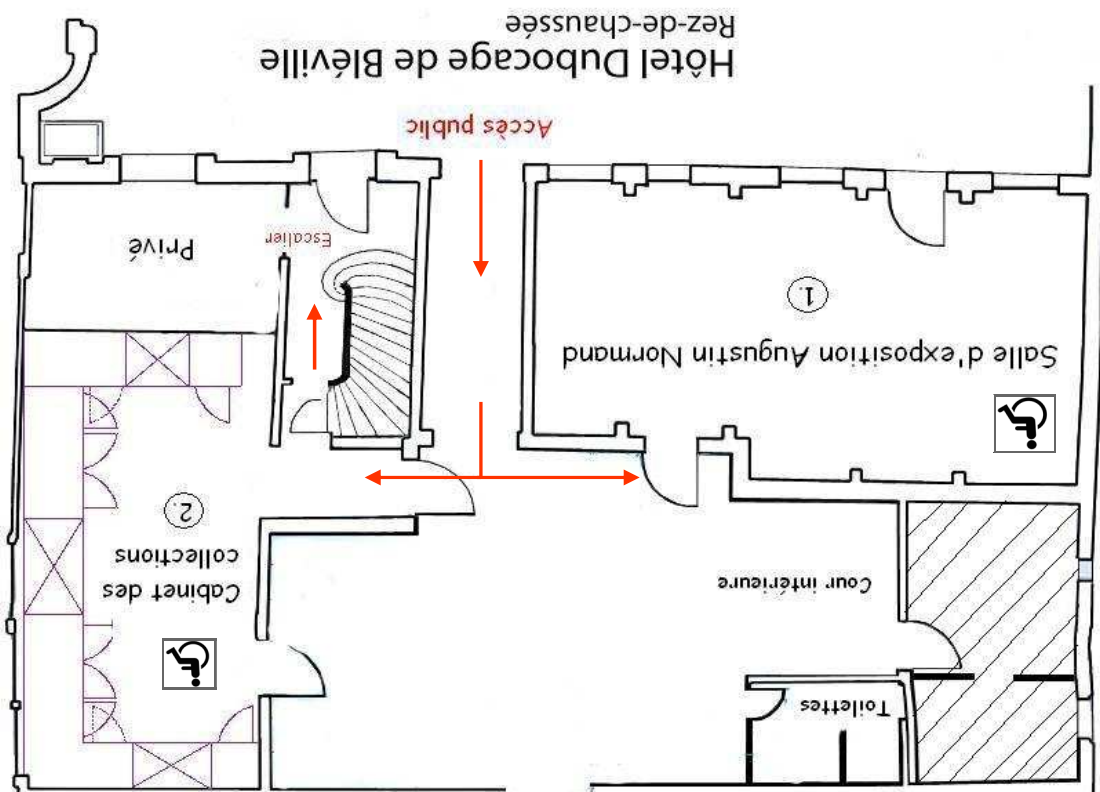 Toilettes
Cabinet des
collections
2.
Cour intérieure
Salle d'exposition Augustin Normand
1.
Privé
Escalier
Accès public
Hôtel Dubocage de Bléville
Rez-de-chaussée